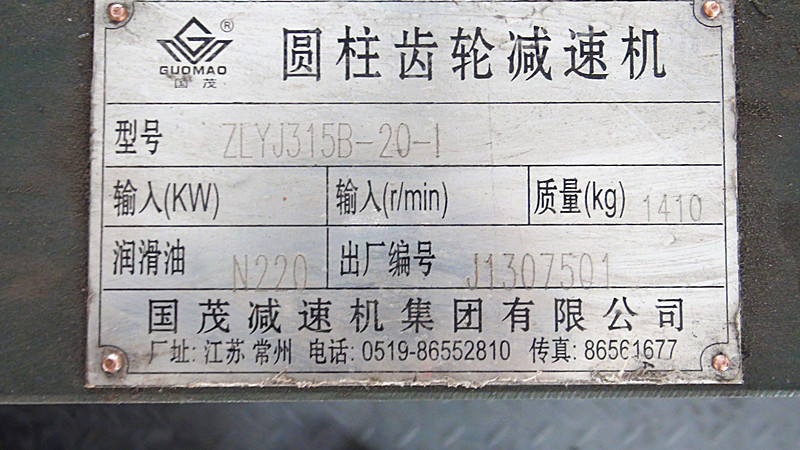 GUOMAO
国茂
®
圆柱齿轮减速机
型号 ZLYJ315B-20-1
输入(KW) 输入(r/min) 质量(kg) 1410
润滑油 N220 出厂编号 J1307501
国茂减速机集团有限公司
厂址: 江苏 常州 电话: 0519-86552810 传真: 86561677